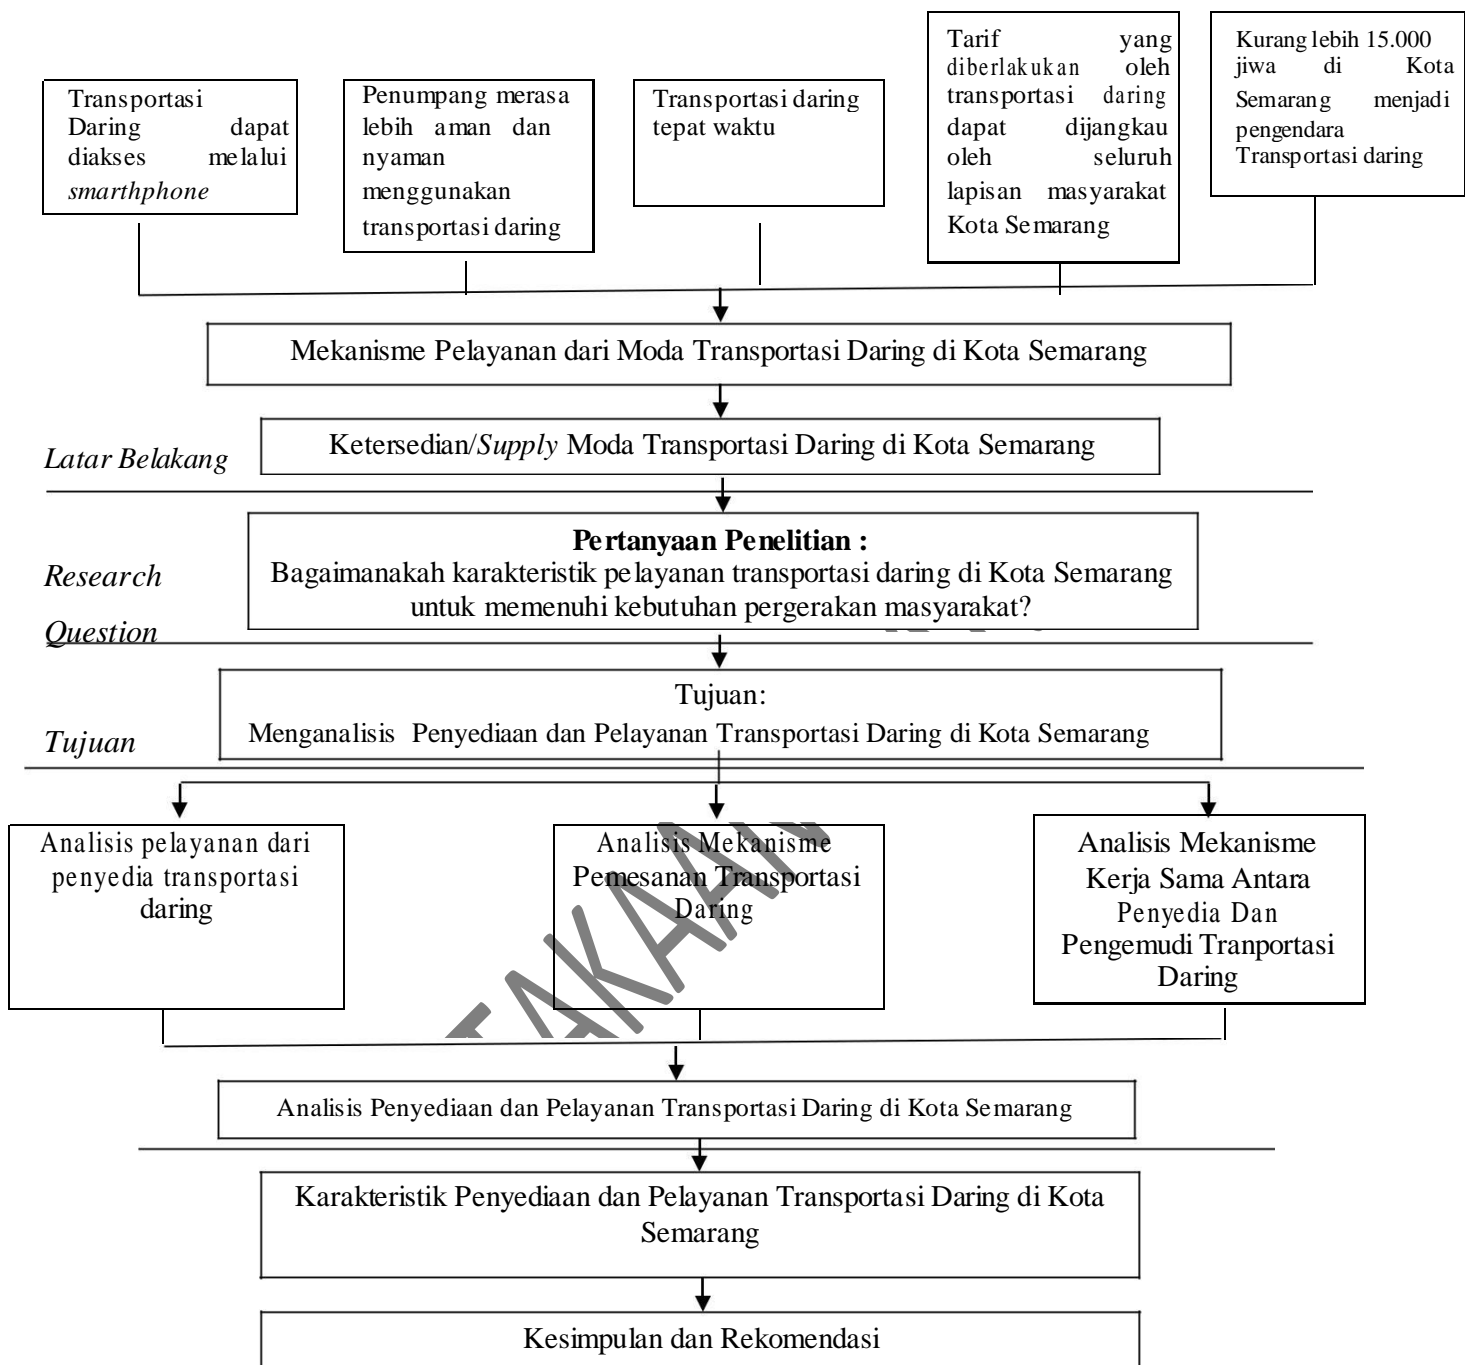 Transportasi
Daring dapat
diakses melalui
smarthphone
Penumpang merasa
lebih aman dan
nyaman
menggunakan
transportasi daring
Transportasi daring
tepat waktu
Tarif yang
diberlakukan oleh
transportasi daring
dapat dijangkau
oleh seluruh
lapisan masyarakat
Kota Semarang
Kurang lebih 15.000
jiwa di Kota
Semarang menjadi
pengendara
Transportasi daring
Mekanisme Pelayanan dari Moda Transportasi Daring di Kota Semarang
Ketersedian/Supply Moda Transportasi Daring di Kota Semarang
Latar Belakang
Pertanyaan Penelitian :
Bagaimanakah karakteristik pelayanan transportasi daring di Kota Semarang
untuk memenuhi kebutuhan pergerakan masyarakat?
Research
Question
Tujuan:
Menganalisis Penyediaan dan Pelayanan Transportasi Daring di Kota Semarang
Tujuan
Analisis pelayanan dari
penyedia transportasi
daring
Analisis Mekanisme
Pemesanan Transportasi
Daring
Analisis Mekanisme
Kerja Sama Antara
Penyedia Dan
Pengemudi Tranportasi
Daring
Analisis Penyediaan dan Pelayanan Transportasi Daring di Kota Semarang
Karakteristik Penyediaan dan Pelayanan Transportasi Daring di Kota
Semarang
Kesimpulan dan Rekomendasi